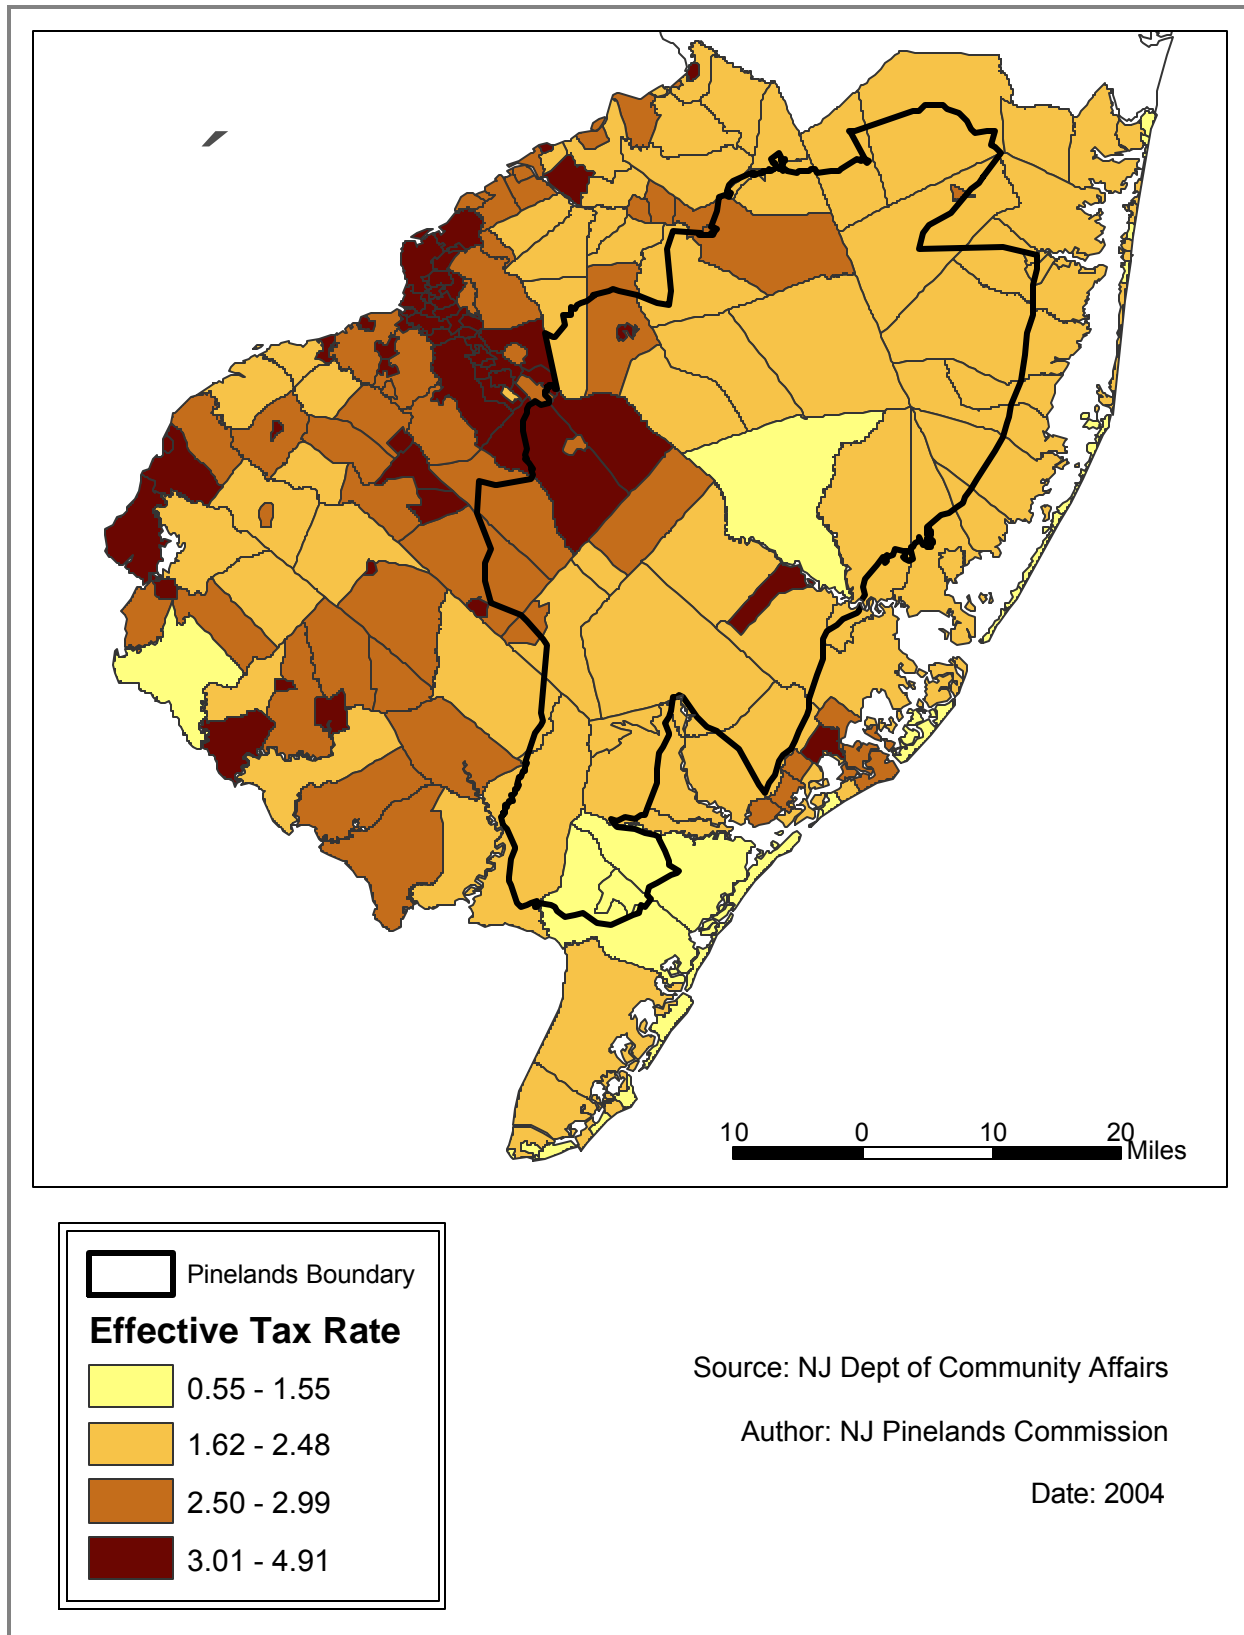 10 0 10 20
Miles
Pinelands Boundary
Effective Tax Rate
0.55 - 1.55
1.62 - 2.48
2.50 - 2.99
3.01 - 4.91
Source: NJ Dept of Community Affairs
Author: NJ Pinelands Commission
Date: 2004